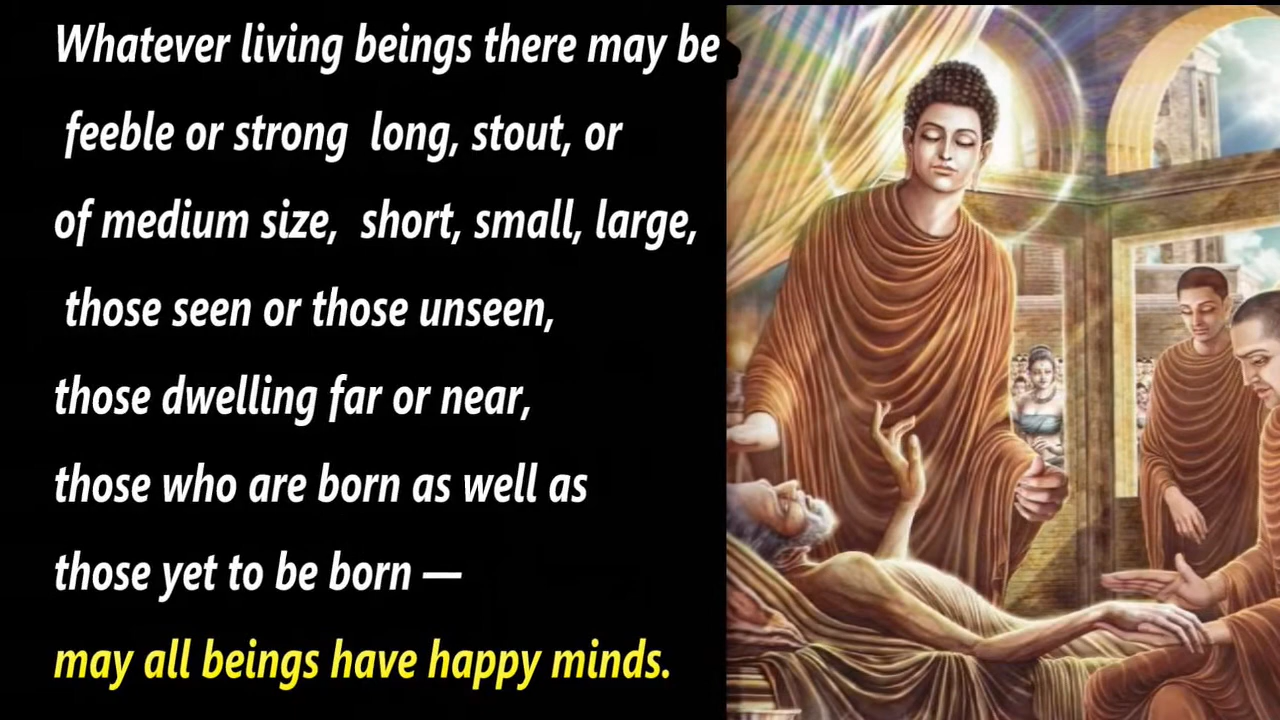 Whatever living beings there may be
feeble or strong long, stout, or
of medium size, short, small, large,
those seen or those unseen,
those dwelling far or near,
those who are born as well as
those yet to be born —
may all beings have happy minds.